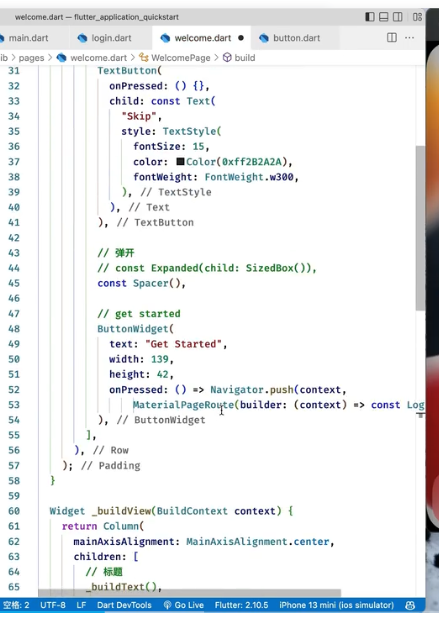 welcome.dart — flutter_application_quickstart
main.dart login.dart welcome.dart ● button.dart
ib > pages > welcome.dart > WelcomePage > build
31 TextButton(
32 onPressed: () {},
33 child: const Text(
34 "Skip",
35 style: TextStyle(
36 fontSize: 15,
37 color: Color(0xff2B2A2A),
38 fontWeight: FontWeight.w300,
39 ), // TextStyle
40 ), // Text
41 ), // TextButton
42
43 // 弹开
44 // const Expanded(child: SizedBox()),
45 const Spacer(),
46
47 // get started
48 ButtonWidget(
49 text: "Get Started",
50 width: 139,
51 height: 42,
52 onPressed: () => Navigator.push(context,
53 MaterialPageRoute(builder: (context) => const Log
54 ), // ButtonWidget
55 ],
56 ), // Row
57 ); // Padding
58 }
59
60 Widget _buildView(BuildContext context) {
61 return Column(
62 mainAxisAlignment: MainAxisAlignment.center,
63 children: [
64 // 标题
65 _buildText(),
空格: 2 UTF-8 LF Dart DevTools Go Live Flutter: 2.10.5 iPhone 13 mini (ios simulator)